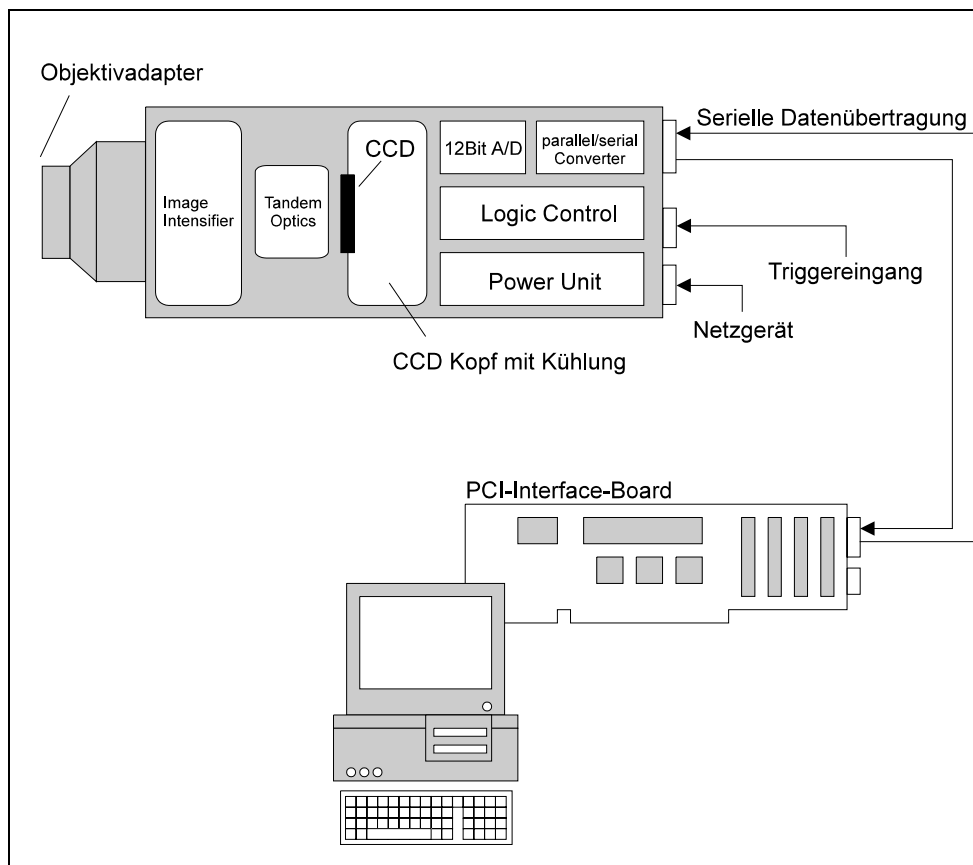 Objektivadapter
Serielle Datenübertragung
CCD
12Bit A/D
parallel/serial
Converter
Image
Intensifier
Tandem
Optics
Logic Control
Triggereingang
Power Unit
Netzgerät
CCD Kopf mit Kühlung
PCI-Interface-Board